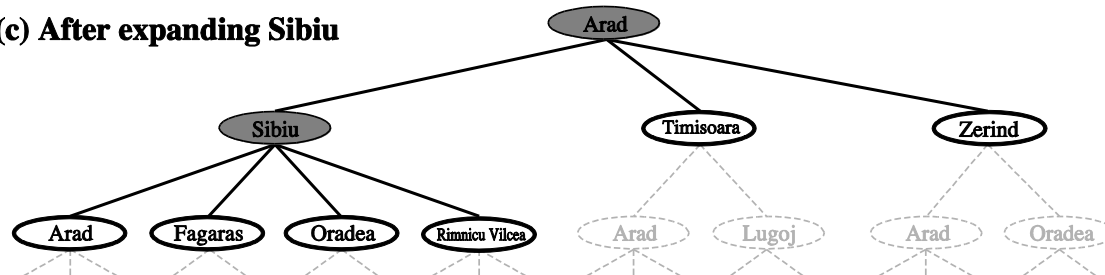 (c) After expanding Sibiu
Arad
Sibiu
Timisoara
Zerind
Arad
Fagaras
Oradea
Rimnicu Vilcea
Arad
Lugoj
Arad
Oradea